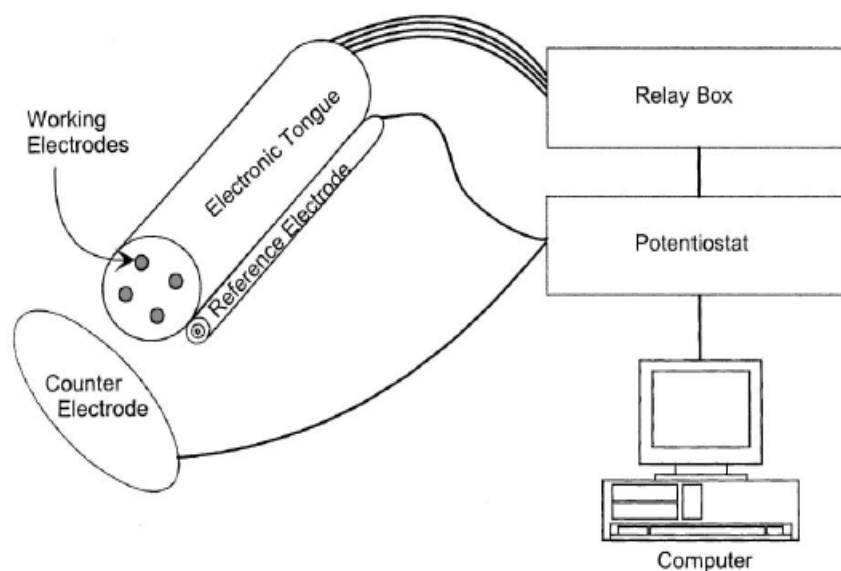 Working
Electrodes
Electronic Tongue
Reference Electrode
Counter
Electrode
Relay Box
Potentiostat
Computer